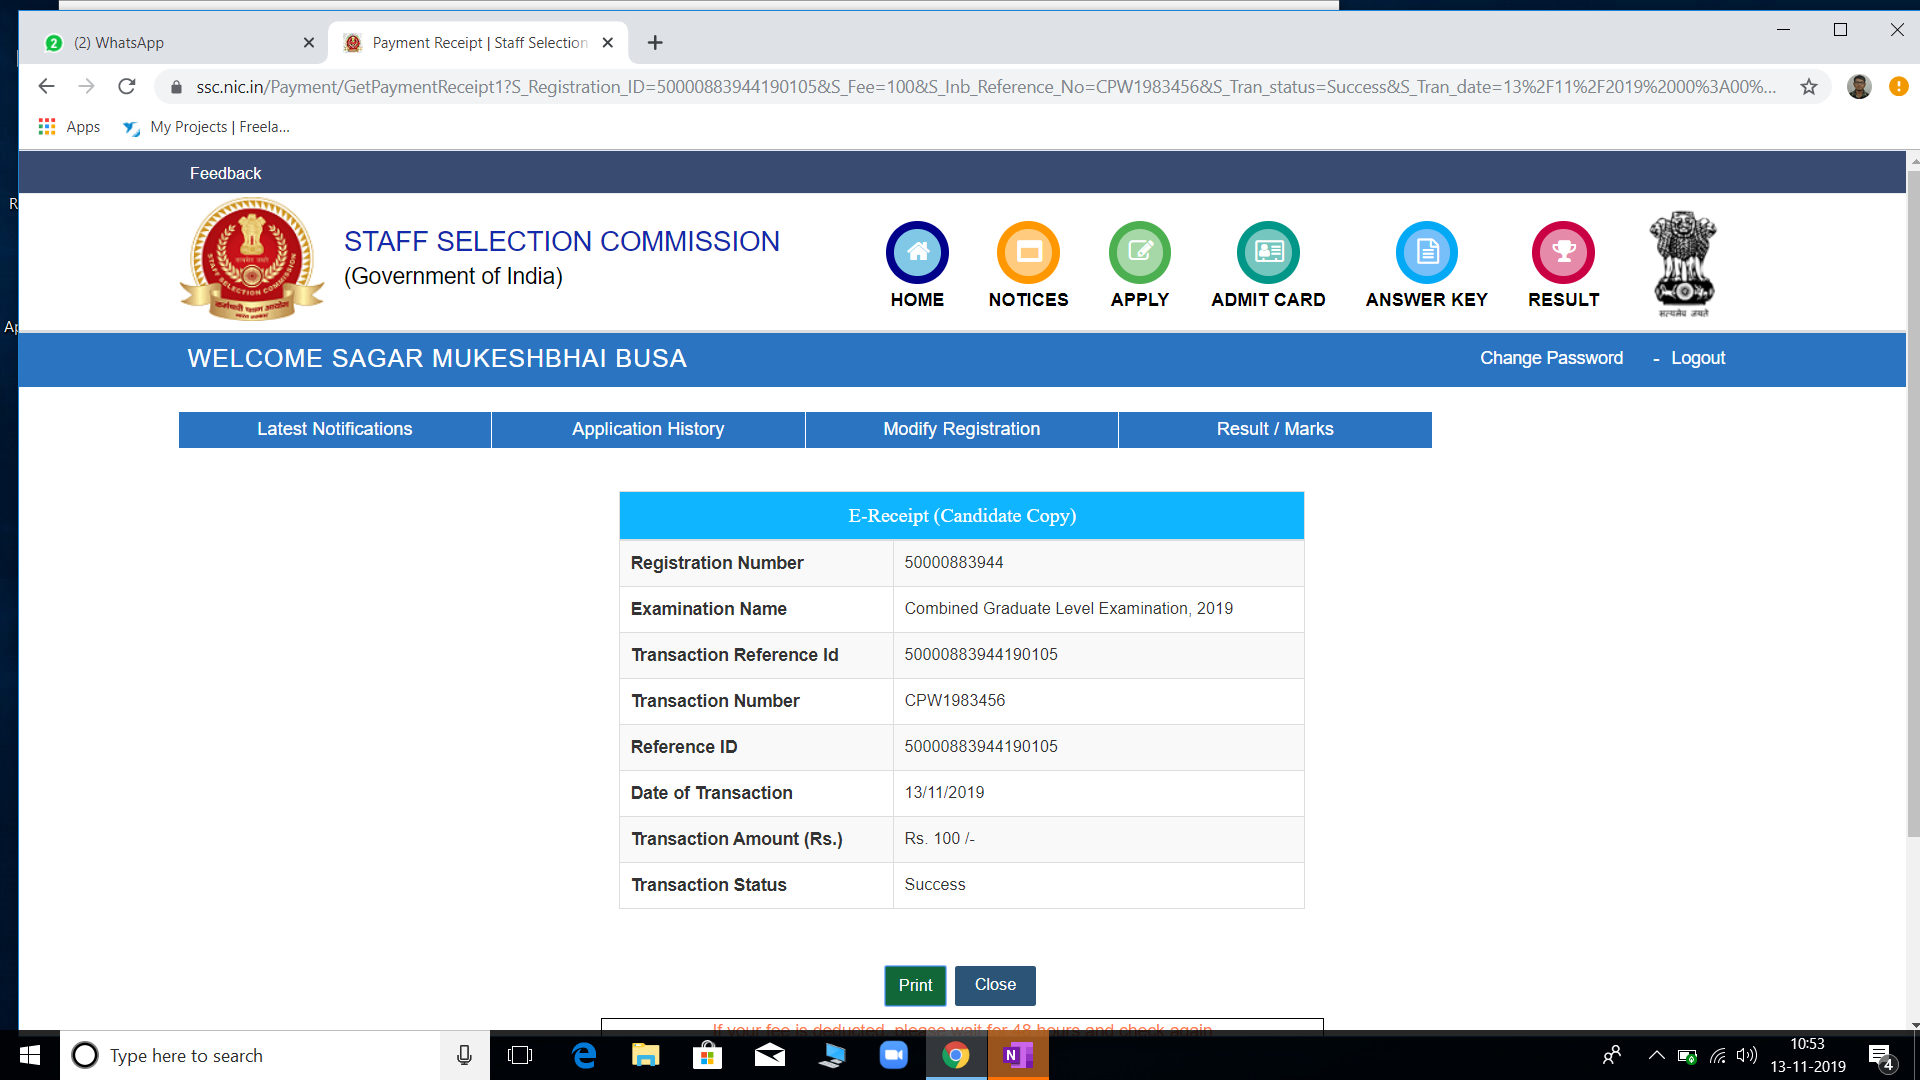 (2) WhatsApp
Payment Receipt | Staff Selection
ssc.nic.in/Payment/GetPaymentReceipt1?S_Registration_ID=50000883944190105&S_Fee=100&S_Inb_Reference_No=CPW1983456&S_Tran_status=Success&S_Tran_date=13%2F11%2F2019%2000%3A00%...
Apps
My Projects | Freela...
Feedback
STAFF SELECTION COMMISSION
(Government of India)
HOME
NOTICES
APPLY
ADMIT CARD
ANSWER KEY
RESULT
सत्यमेव जयते
WELCOME SAGAR MUKESHBHAI BUSA
Change Password - Logout
Latest Notifications
Application History
Modify Registration
Result / Marks
E-Receipt (Candidate Copy)
Registration Number 50000883944
Examination Name Combined Graduate Level Examination, 2019
Transaction Reference Id 50000883944190105
Transaction Number CPW1983456
Reference ID 50000883944190105
Date of Transaction 13/11/2019
Transaction Amount (Rs.) Rs. 100 /-
Transaction Status Success
Print
Close
If your fee is deducted, please wait for 48 hours and check again
Type here to search
10:53
13-11-2019
4